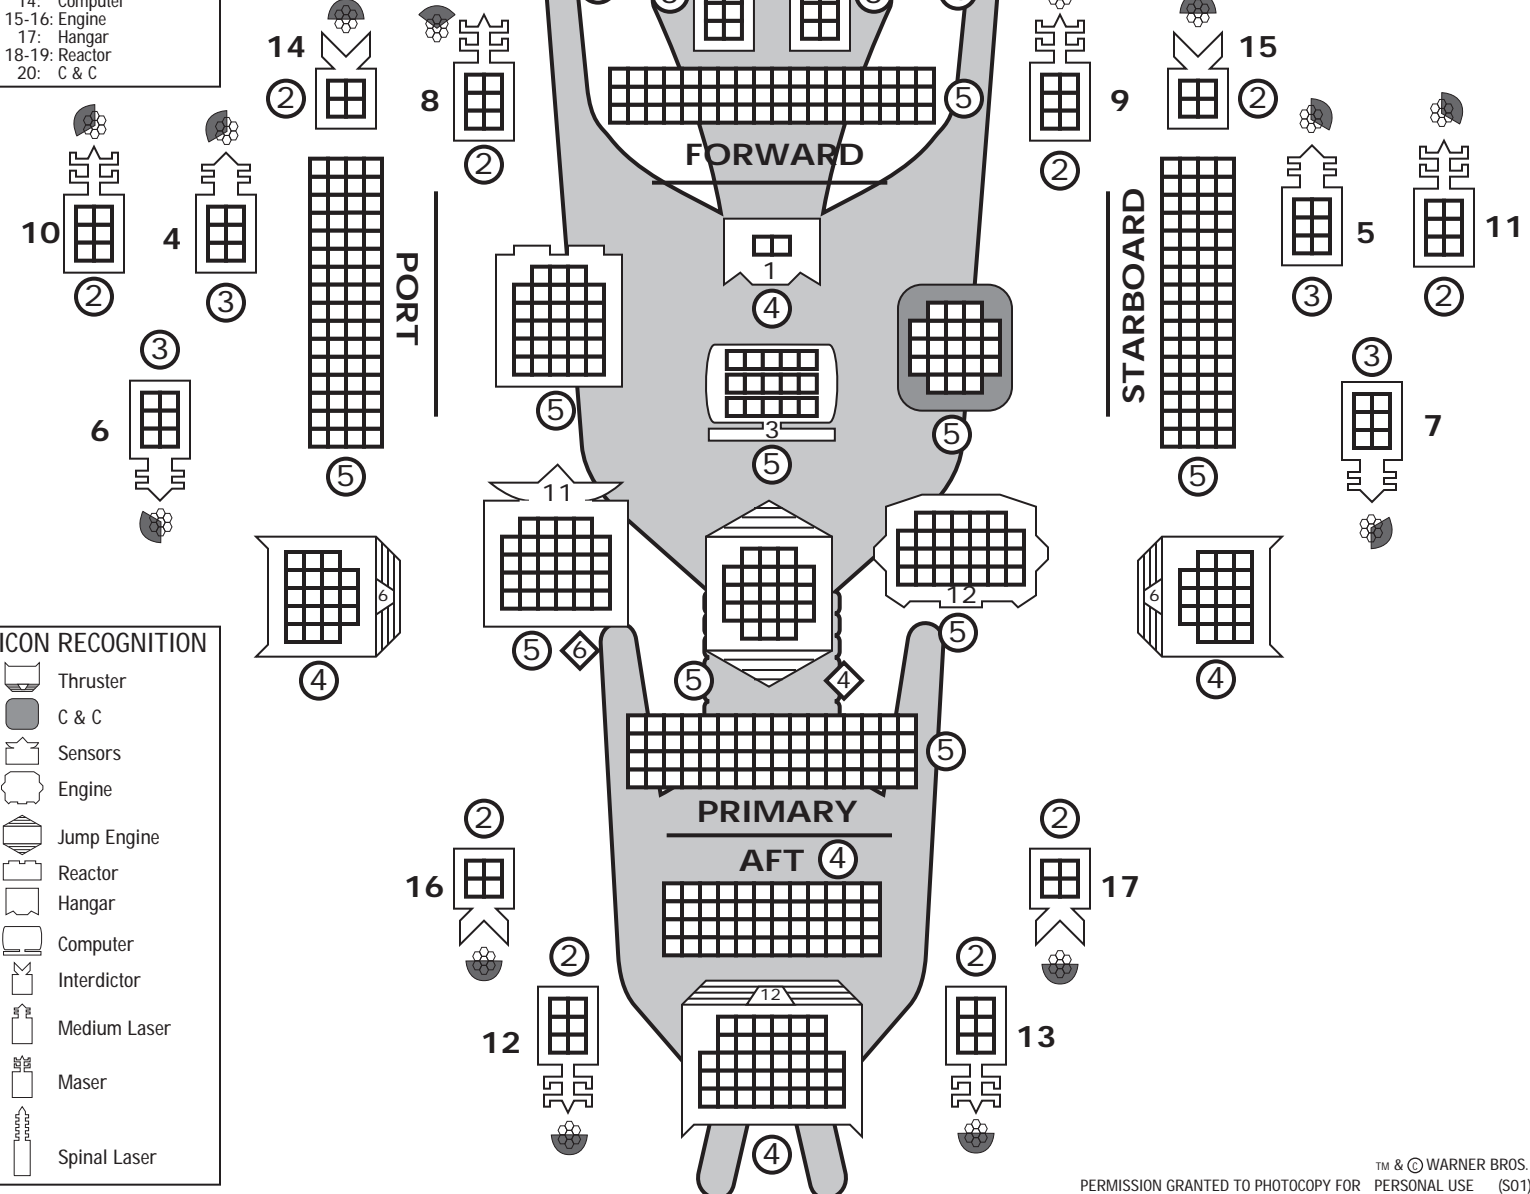 14: Computer
15-16: Engine
17: Hangar
18-19: Reactor
20: C & C
14
2
8
2
5
9
2
15
2
FORWARD
10
2
4
3
PORT
5
1
4
5
STARBOARD
5
5
3
11
2
3
6
3
5
5
3
7
11
5
6
12
5
6
4
6
4
5
4
5
PRIMARY
AFT 4
ICON RECOGNITION
Thruster
C & C
Sensors
Engine
Jump Engine
Reactor
Hangar
Computer
Interdictor
Medium Laser
Maser
Spinal Laser
2
16
2
17
2
12
12
2
13
4
TM & © WARNER BROS.
PERMISSION GRANTED TO PHOTOCOPY FOR PERSONAL USE (S01)